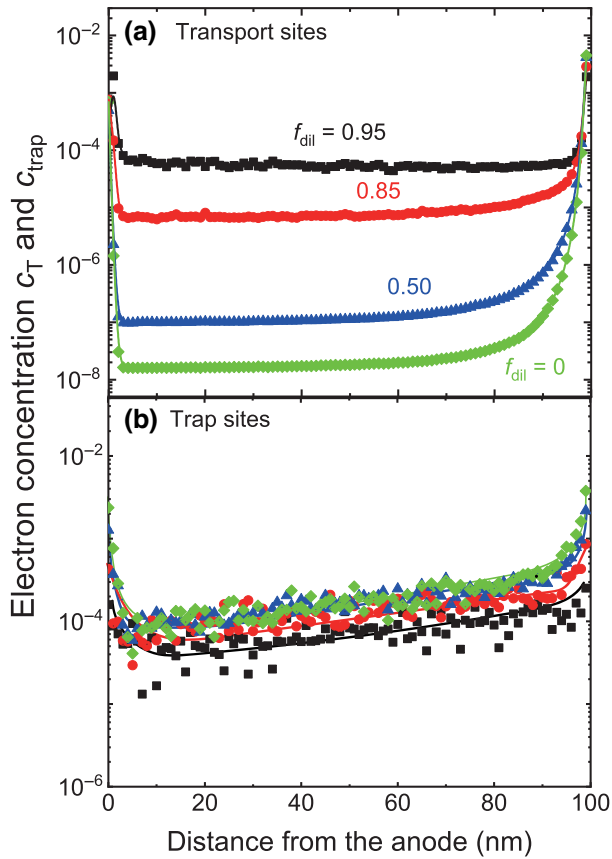 (a) Transport sites
10⁻²
f_dil = 0.95
10⁻⁴
0.85
10⁻⁶
0.50
10⁻⁸
f_dil = 0
(b) Trap sites
10⁻²
10⁻⁴
10⁻⁶
0 20 40 60 80 100
Distance from the anode (nm)
Electron concentration c_T and c_trap